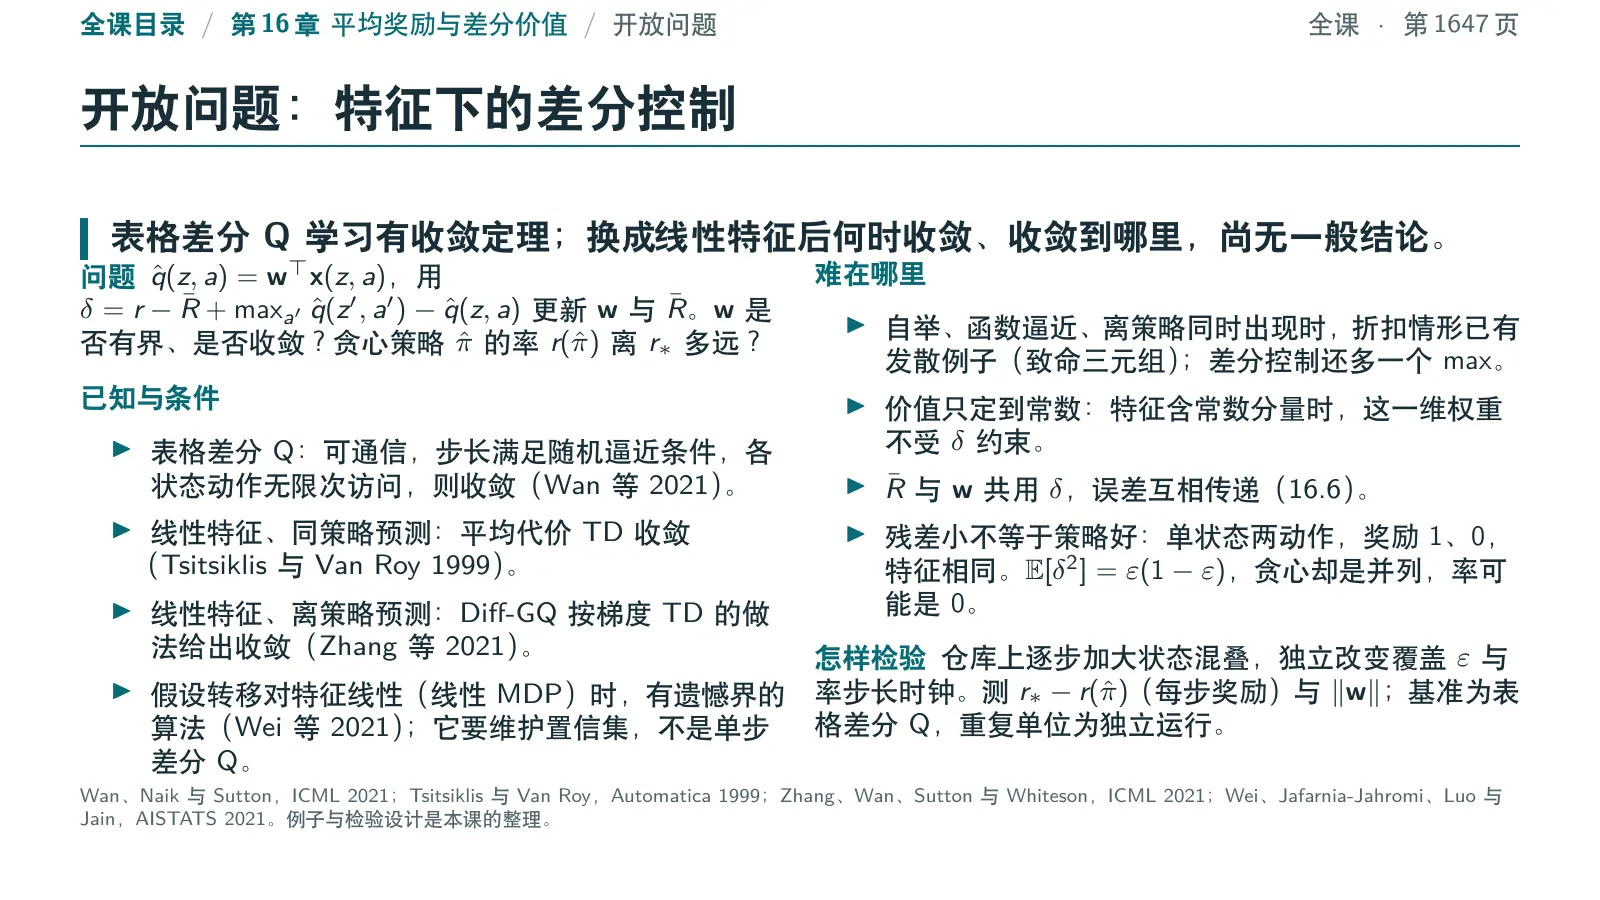 全课目录 / 第 16 章 平均奖励与差分价值 / 开放问题
全课 · 第 1647 页
开放问题：特征下的差分控制
表格差分 Q 学习有收敛定理；换成线性特征后何时收敛、收敛到哪里，尚无一般结论。
问题 q̂(z, a) = w⊤x(z, a)，用
δ = r − R̄ + maxₐ′ q̂(z′, a′) − q̂(z, a) 更新 w 与 R̄。w 是
否有界、是否收敛？贪心策略 π̂ 的率 r(π̂) 离 r∗ 多远？
已知与条件
▶ 表格差分 Q：可通信，步长满足随机逼近条件，各
状态动作无限次访问，则收敛（Wan 等 2021）。
▶ 线性特征、同策略预测：平均代价 TD 收敛
（Tsitsiklis 与 Van Roy 1999）。
▶ 线性特征、离策略预测：Diff-GQ 按梯度 TD 的做
法给出收敛（Zhang 等 2021）。
▶ 假设转移对特征线性（线性 MDP）时，有遗憾界的
算法（Wei 等 2021）；它要维护置信集，不是单步
差分 Q。
难在哪里
▶ 自举、函数逼近、离策略同时出现时，折扣情形已有
发散例子（致命三元组）；差分控制还多一个 max。
▶ 价值只定到常数：特征含常数分量时，这一维权重
不受 δ 约束。
▶ R̄ 与 w 共用 δ，误差互相传递（16.6）。
▶ 残差小不等于策略好：单状态两动作，奖励 1、0，
特征相同。𝔼[δ²] = ε(1 − ε)，贪心却是并列，率可
能是 0。
怎样检验 仓库上逐步加大状态混叠，独立改变覆盖 ε 与
率步长时钟。测 r∗ − r(π̂)（每步奖励）与 ‖w‖；基准为表
格差分 Q，重复单位为独立运行。
Wan、Naik 与 Sutton，ICML 2021；Tsitsiklis 与 Van Roy，Automatica 1999；Zhang、Wan、Sutton 与 Whiteson，ICML 2021；Wei、Jafarnia-Jahromi、Luo 与
Jain，AISTATS 2021。例子与检验设计是本课的整理。